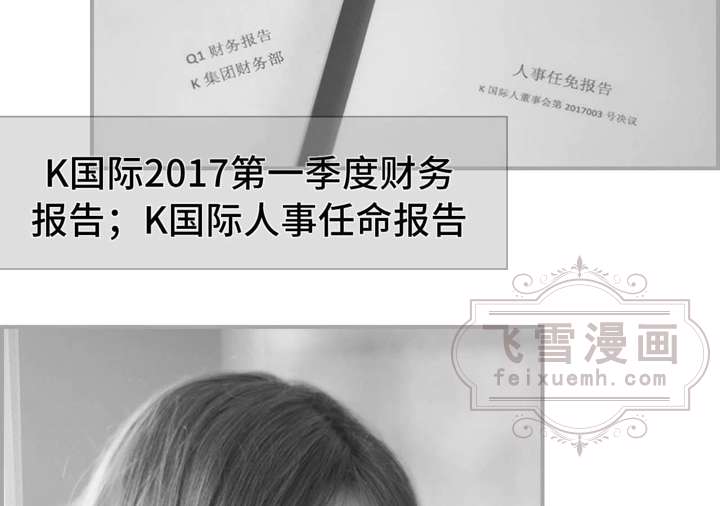 Q1 财务报告
K 集团财务部
人事任免报告
K 国际人董事会第 2017003 号决议
K国际2017第一季度财务
报告；K国际人事任命报告
飞雪漫画
feixuemh.com